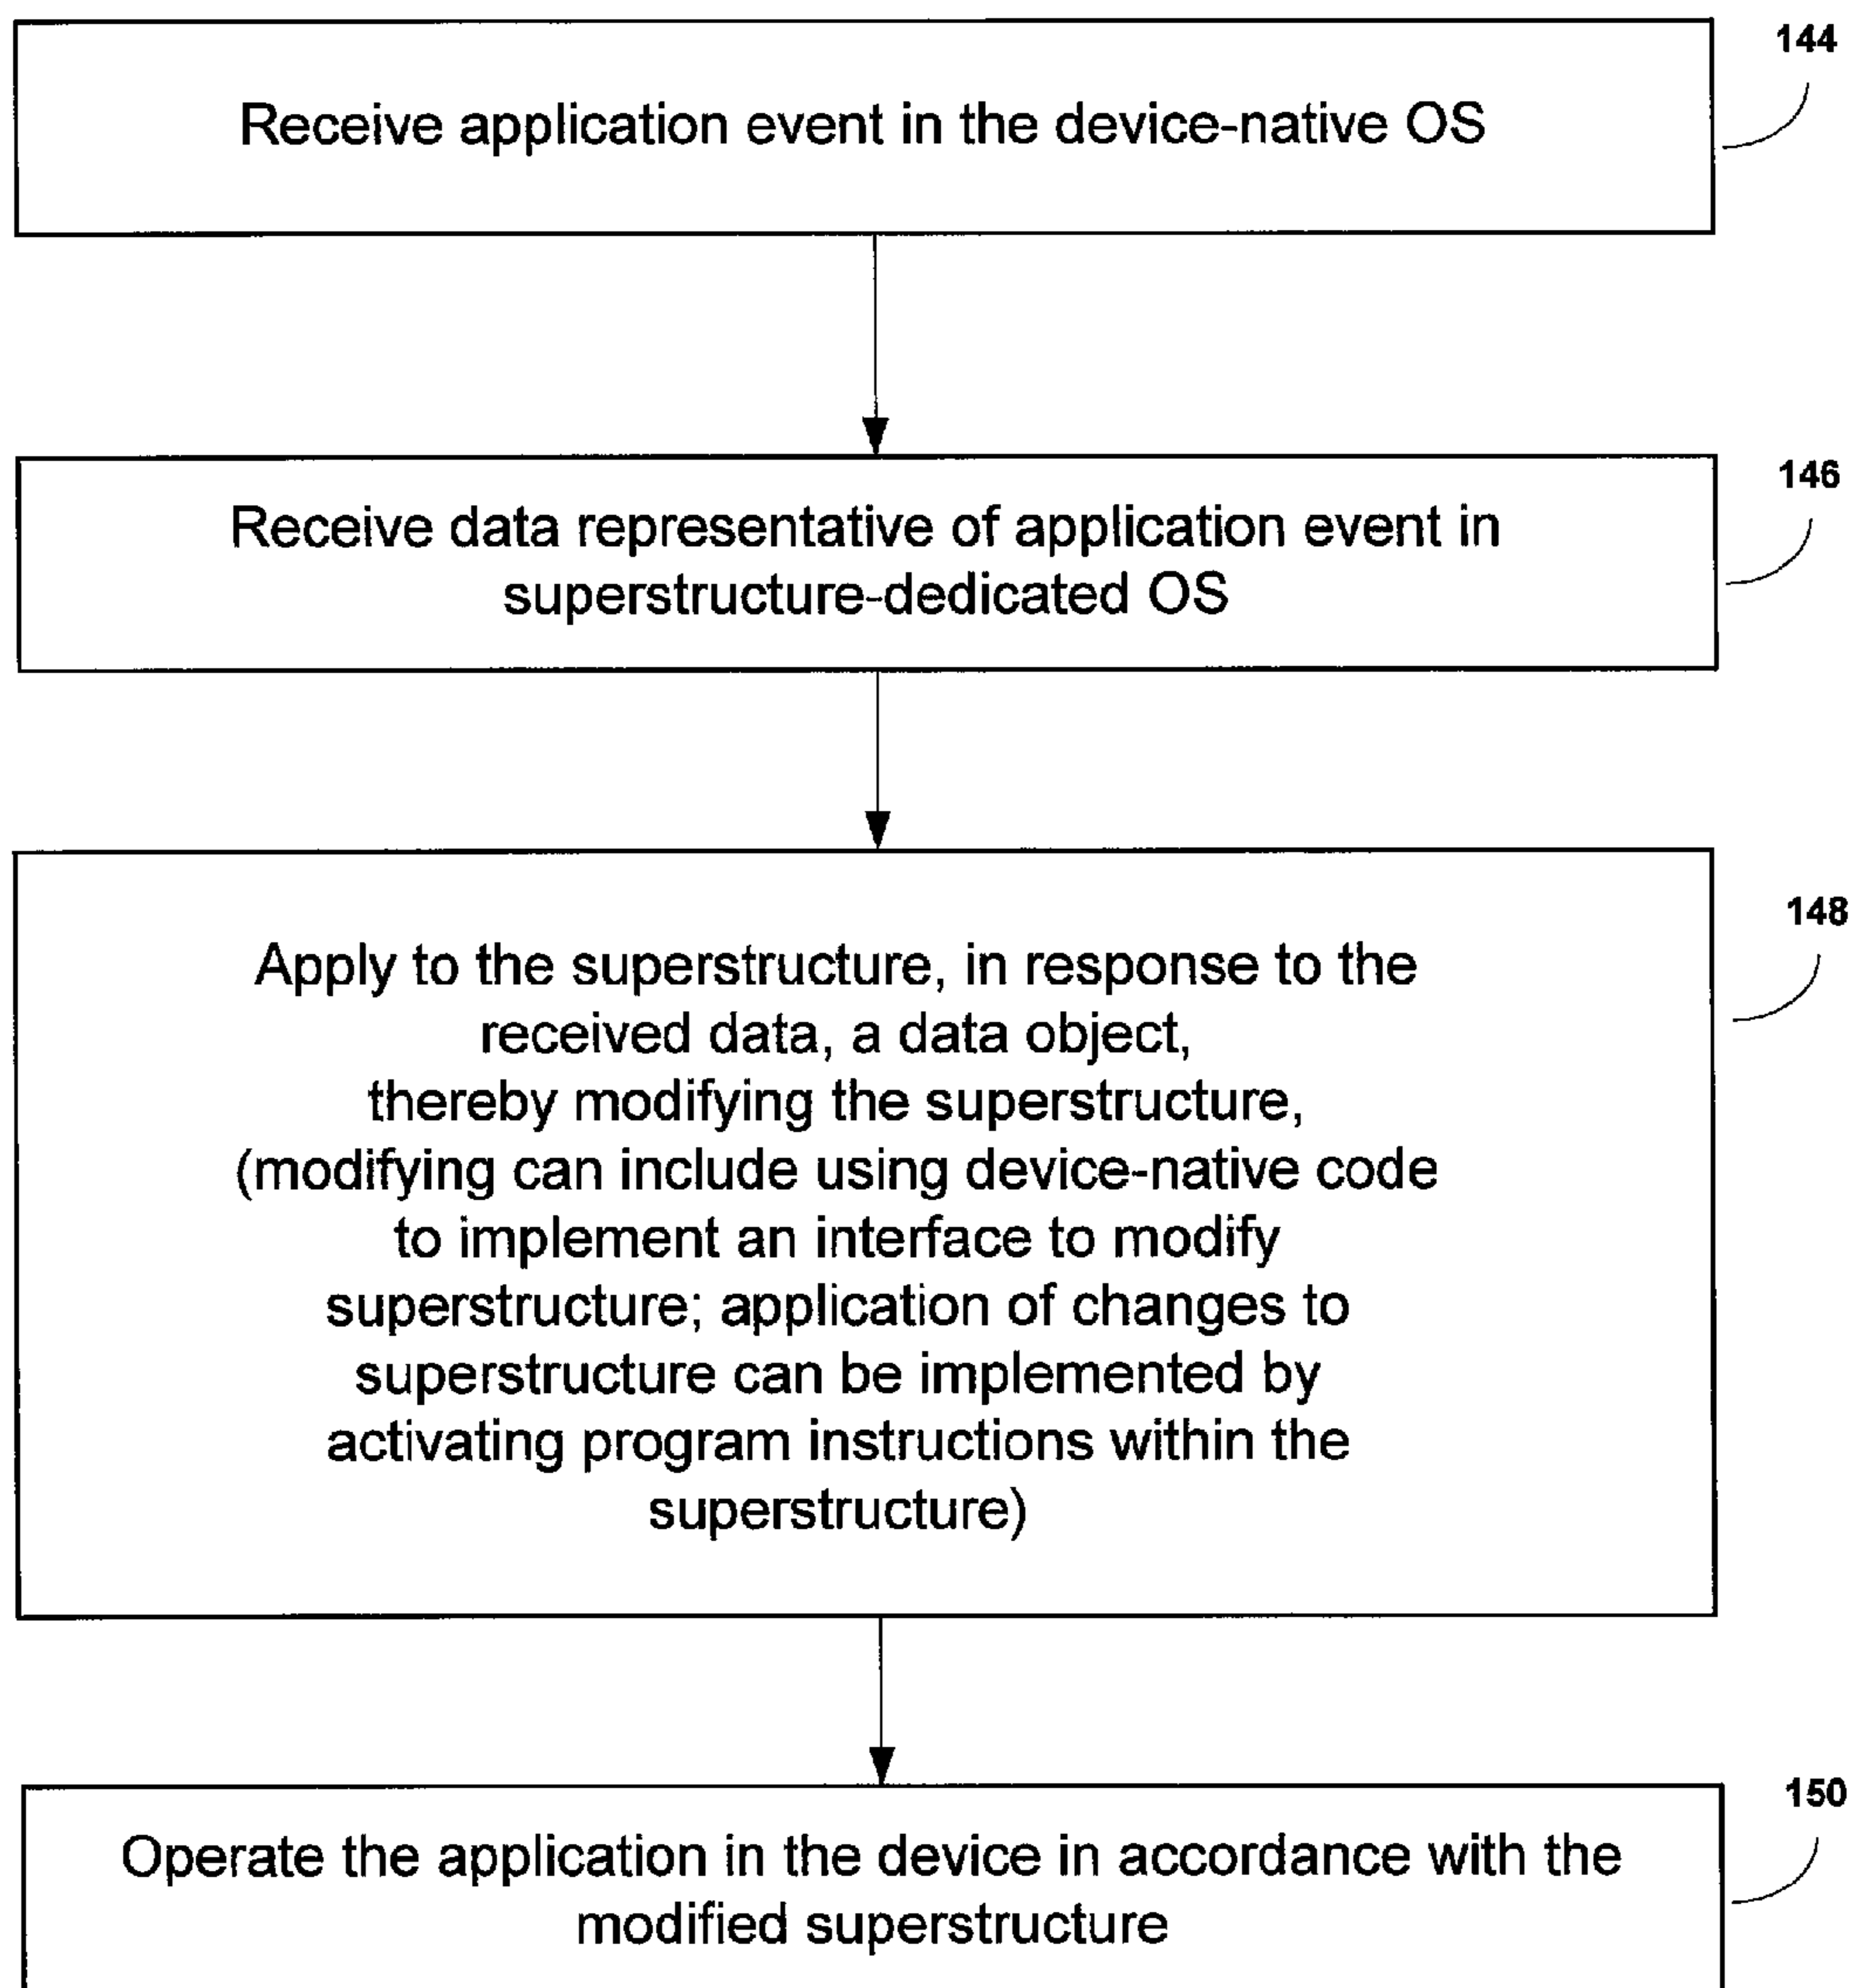 144
Receive application event in the device-native OS
146
Receive data representative of application event in
superstructure-dedicated OS
148
Apply to the superstructure, in response to the
received data, a data object,
thereby modifying the superstructure,
(modifying can include using device-native code
to implement an interface to modify
superstructure; application of changes to
superstructure can be implemented by
activating program instructions within the
superstructure)
150
Operate the application in the device in accordance with the
modified superstructure